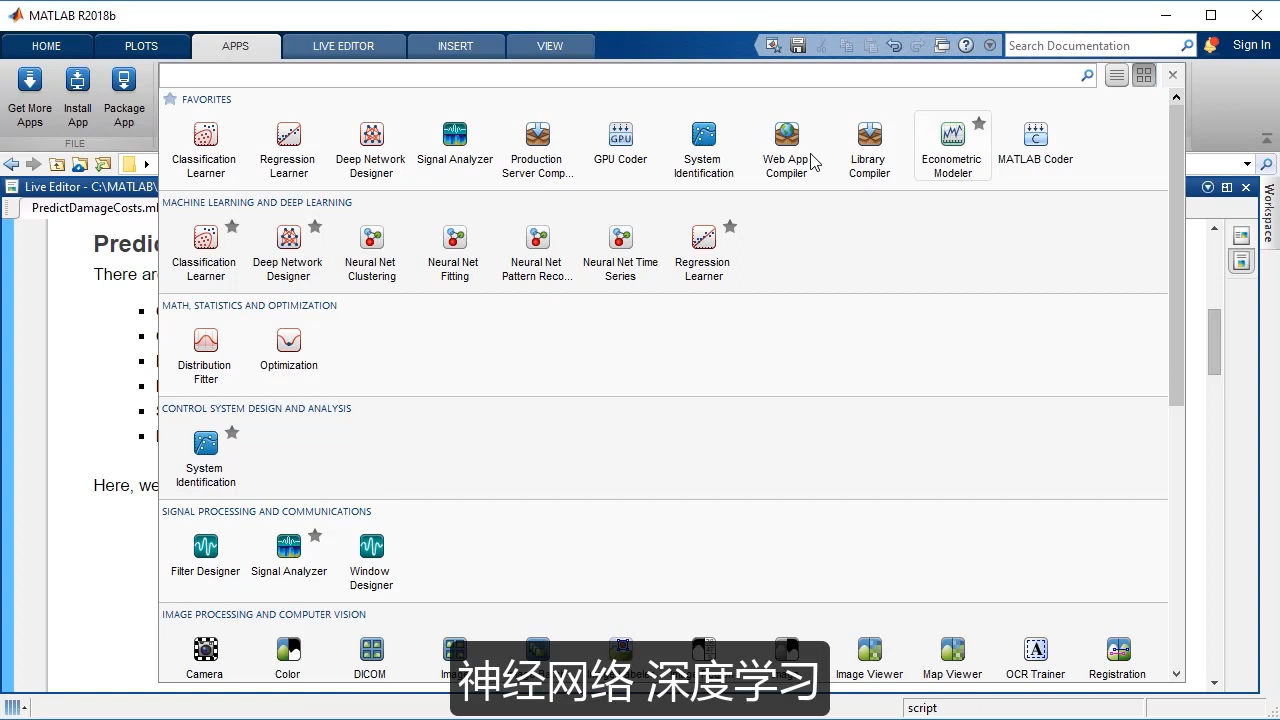 MATLAB R2018b
HOME PLOTS APPS LIVE EDITOR INSERT VIEW Search Documentation Sign In
Get More Apps
Install App
Package App
FILE
FAVORITES
Classification Learner
Regression Learner
Deep Network Designer
Signal Analyzer
Production Server Comp...
GPU Coder
System Identification
Web App Compiler
Library Compiler
Econometric Modeler
MATLAB Coder
Live Editor - C:\MATLAB\
PredictDamageCosts.ml
Workspace
MACHINE LEARNING AND DEEP LEARNING
Classification Learner
Deep Network Designer
Neural Net Clustering
Neural Net Fitting
Neural Net Pattern Reco...
Neural Net Time Series
Regression Learner
Predi
There are
MATH, STATISTICS AND OPTIMIZATION
Distribution Fitter
Optimization
CONTROL SYSTEM DESIGN AND ANALYSIS
System Identification
Here, we
SIGNAL PROCESSING AND COMMUNICATIONS
Filter Designer
Signal Analyzer
Window Designer
IMAGE PROCESSING AND COMPUTER VISION
Camera
Color
DICOM
Image Viewer
Map Viewer
OCR Trainer
Registration
神经网络 深度学习
script